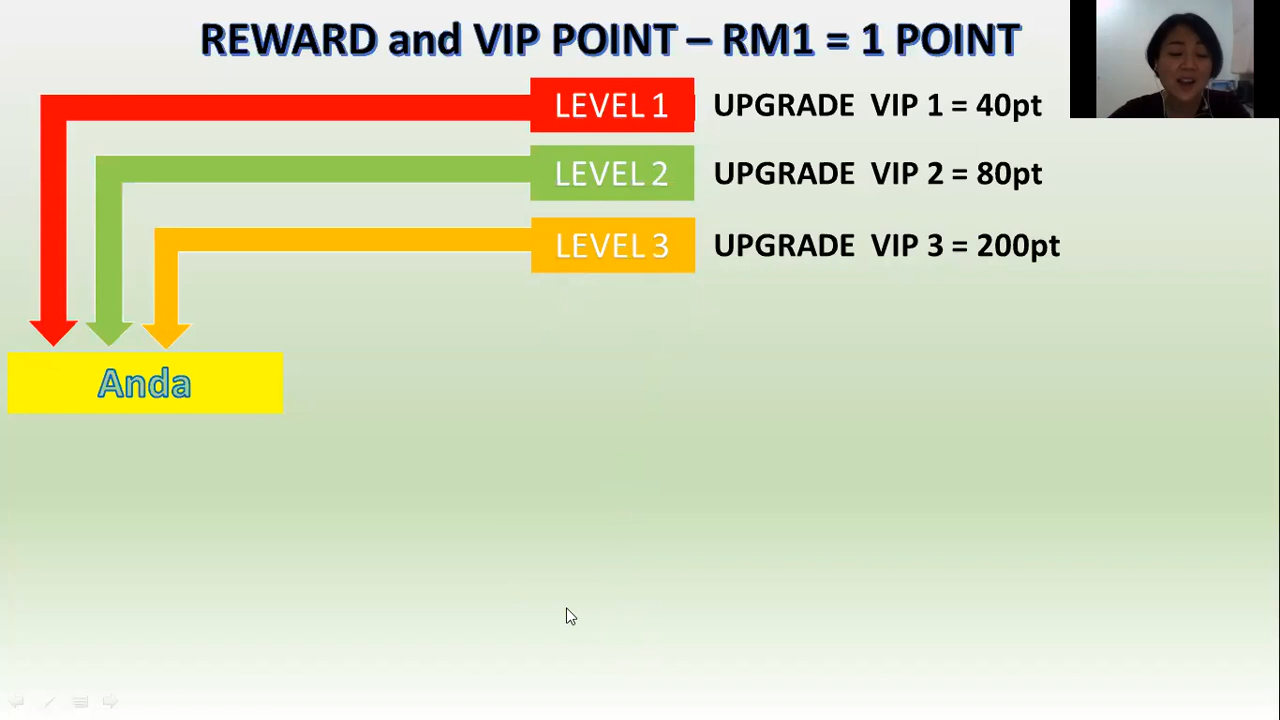 REWARD and VIP POINT – RM1 = 1 POINT
LEVEL 1 UPGRADE VIP 1 = 40pt
LEVEL 2 UPGRADE VIP 2 = 80pt
LEVEL 3 UPGRADE VIP 3 = 200pt
Anda